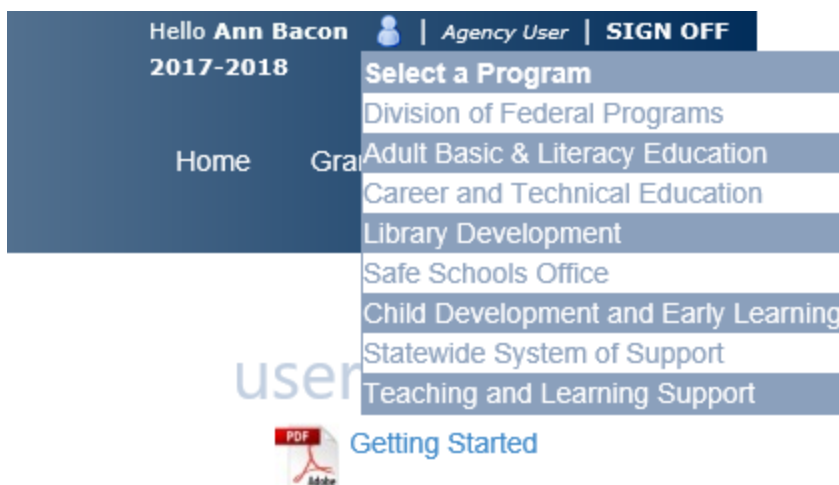 Hello Ann Bacon | Agency User | SIGN OFF
2017-2018
Select a Program
Division of Federal Programs
Adult Basic & Literacy Education
Home
Career and Technical Education
Library Development
Safe Schools Office
Child Development and Early Learning
Statewide System of Support
user
Teaching and Learning Support
PDF
Getting Started
Adobe